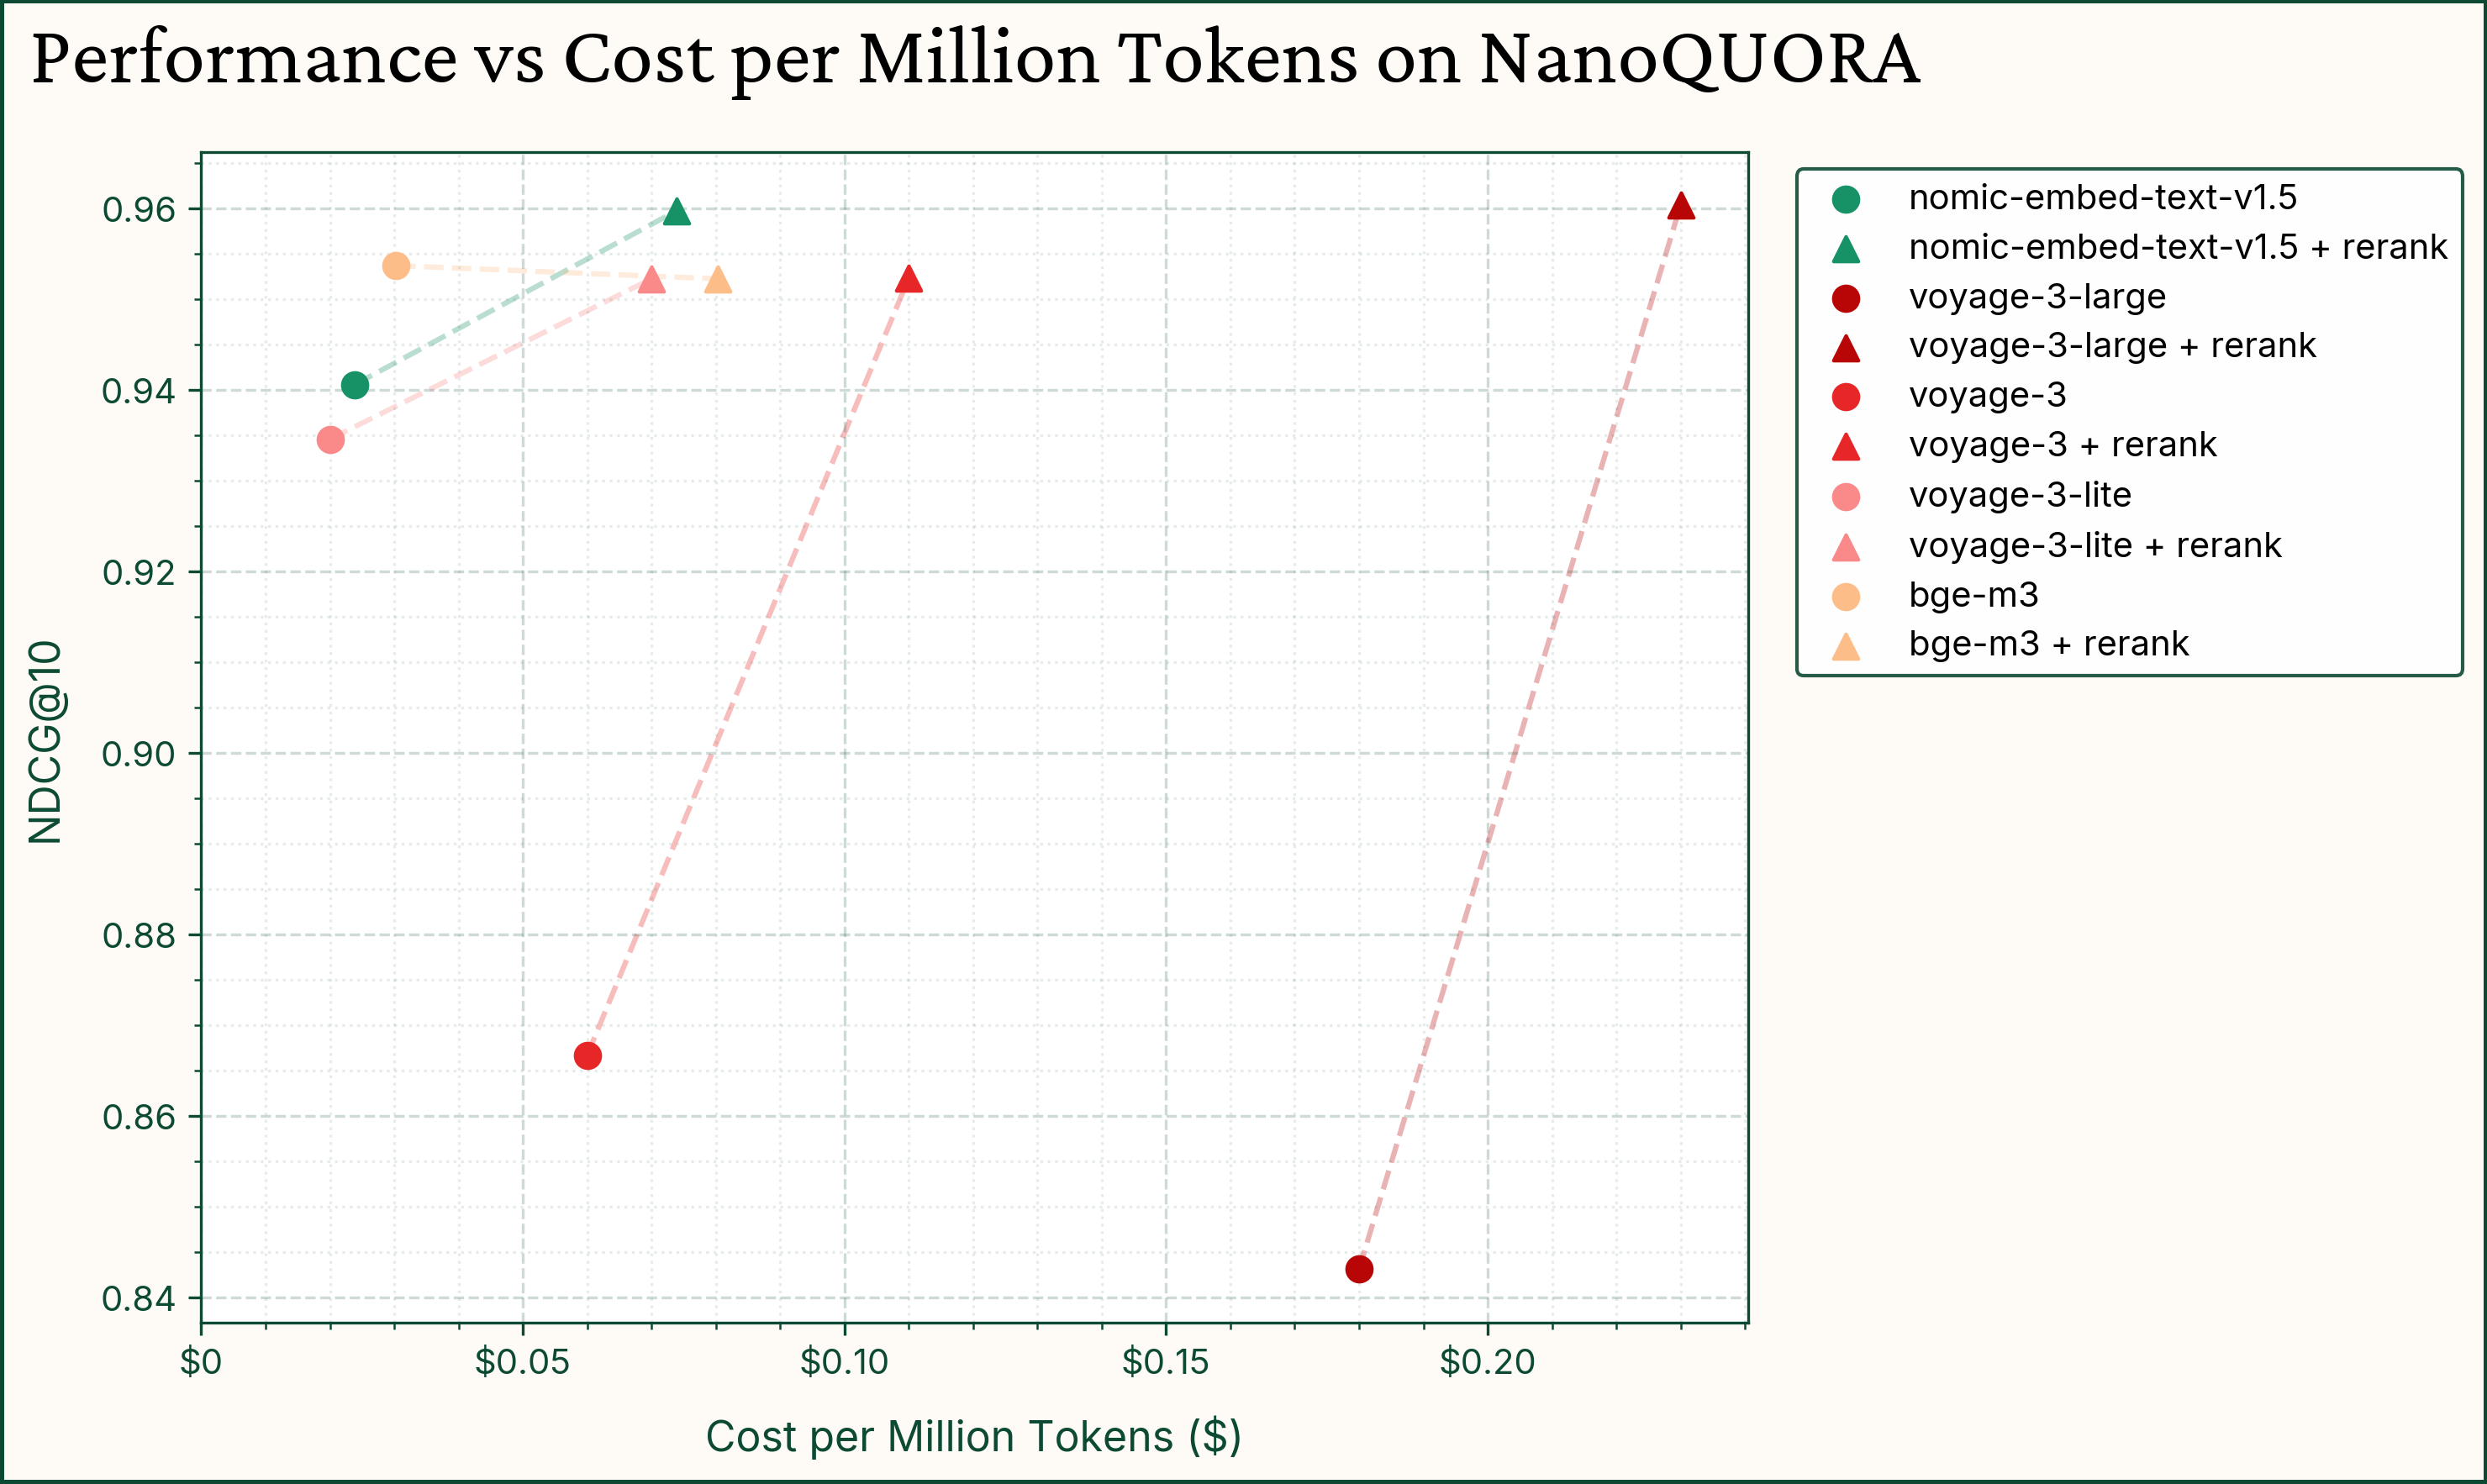 Performance vs Cost per Million Tokens on NanoQUORA
nomic-embed-text-v1.5
nomic-embed-text-v1.5 + rerank
voyage-3-large
voyage-3-large + rerank
voyage-3
voyage-3 + rerank
voyage-3-lite
voyage-3-lite + rerank
bge-m3
bge-m3 + rerank
NDCG@10
0.96
0.94
0.92
0.90
0.88
0.86
0.84
$0
$0.05
$0.10
$0.15
$0.20
Cost per Million Tokens ($)